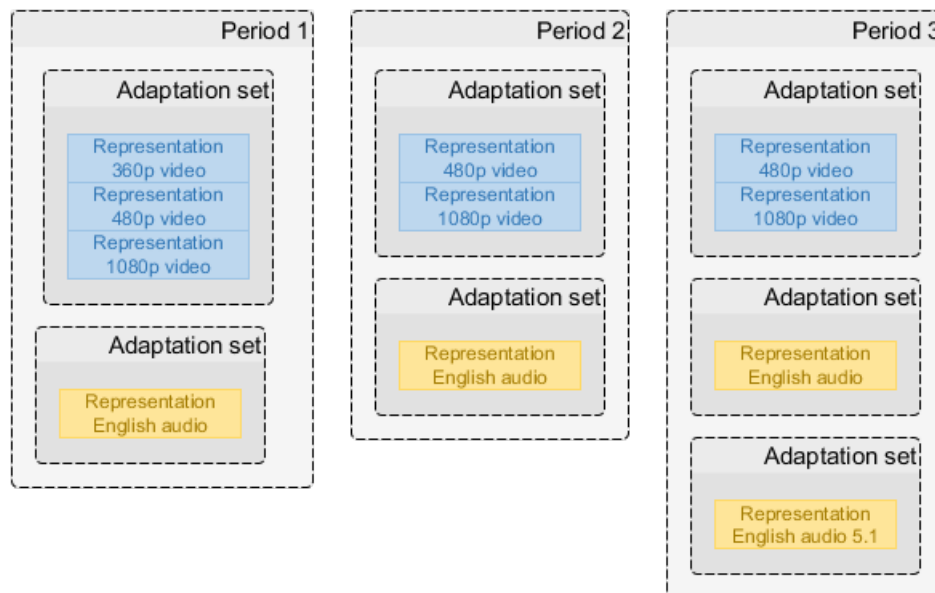 Period 1
Adaptation set
Representation
360p video
Representation
480p video
Representation
1080p video
Adaptation set
Representation
English audio
Period 2
Adaptation set
Representation
480p video
Representation
1080p video
Adaptation set
Representation
English audio
Period 3
Adaptation set
Representation
480p video
Representation
1080p video
Adaptation set
Representation
English audio
Adaptation set
Representation
English audio 5.1